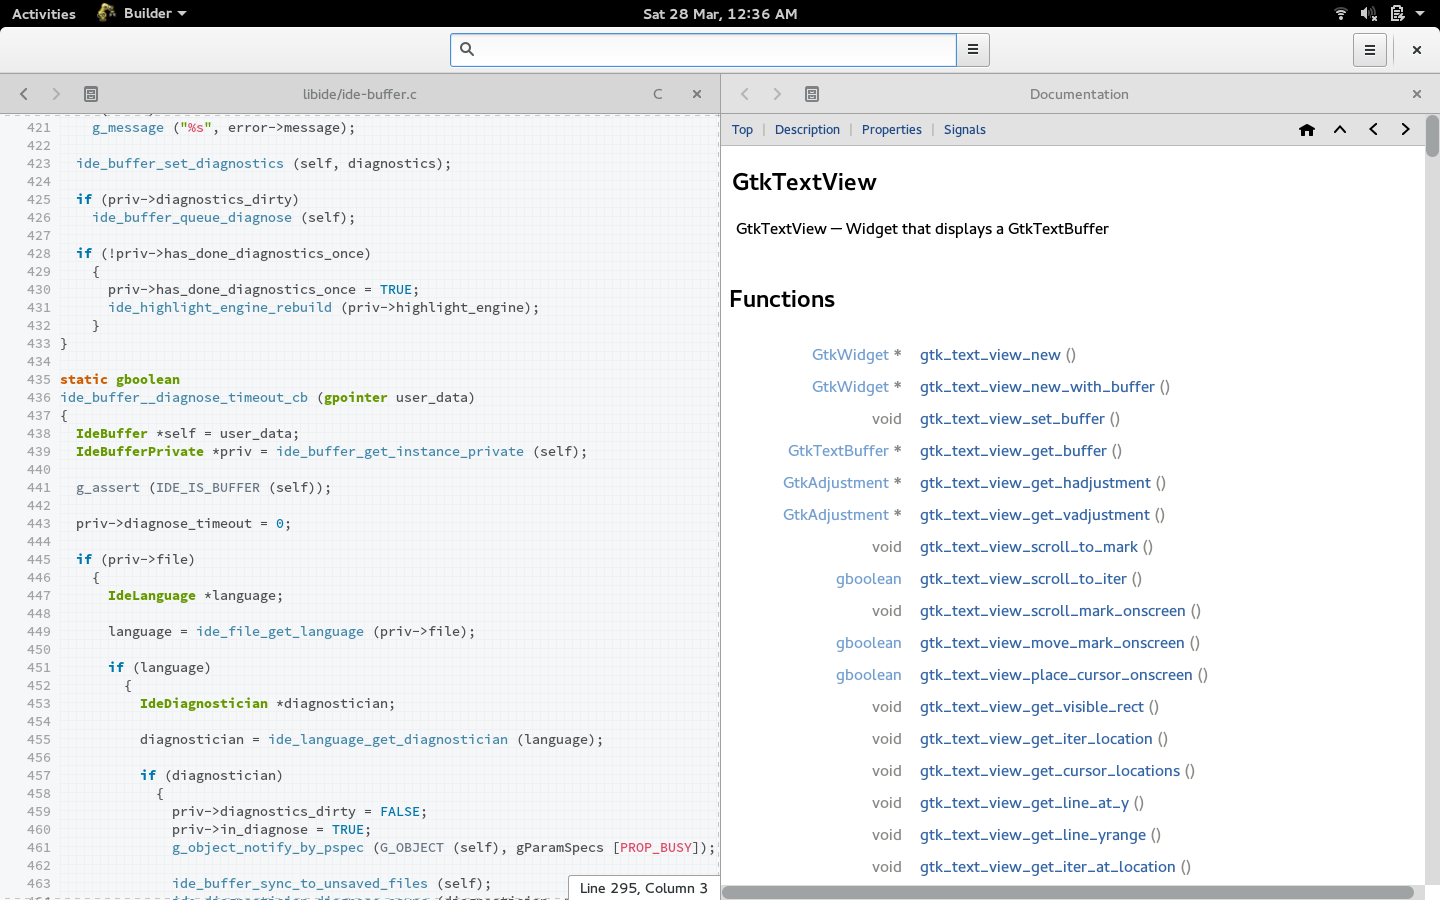 Activities Builder Sat 28 Mar, 12:36 AM
libide/ide-buffer.c C
421 g_message ("%s", error->message);
422
423 ide_buffer_set_diagnostics (self, diagnostics);
424
425 if (priv->diagnostics_dirty)
426 ide_buffer_queue_diagnose (self);
427
428 if (!priv->has_done_diagnostics_once)
429 {
430 priv->has_done_diagnostics_once = TRUE;
431 ide_highlight_engine_rebuild (priv->highlight_engine);
432 }
433 }
434
435 static gboolean
436 ide_buffer__diagnose_timeout_cb (gpointer user_data)
437 {
438 IdeBuffer *self = user_data;
439 IdeBufferPrivate *priv = ide_buffer_get_instance_private (self);
440
441 g_assert (IDE_IS_BUFFER (self));
442
443 priv->diagnose_timeout = 0;
444
445 if (priv->file)
446 {
447 IdeLanguage *language;
448
449 language = ide_file_get_language (priv->file);
450
451 if (language)
452 {
453 IdeDiagnostician *diagnostician;
454
455 diagnostician = ide_language_get_diagnostician (language);
456
457 if (diagnostician)
458 {
459 priv->diagnostics_dirty = FALSE;
460 priv->in_diagnose = TRUE;
461 g_object_notify_by_pspec (G_OBJECT (self), gParamSpecs [PROP_BUSY]);
462
463 ide_buffer_sync_to_unsaved_files (self);
Line 295, Column 3
Documentation
Top | Description | Properties | Signals
GtkTextView
GtkTextView — Widget that displays a GtkTextBuffer
Functions
GtkWidget * gtk_text_view_new ()
GtkWidget * gtk_text_view_new_with_buffer ()
void gtk_text_view_set_buffer ()
GtkTextBuffer * gtk_text_view_get_buffer ()
GtkAdjustment * gtk_text_view_get_hadjustment ()
GtkAdjustment * gtk_text_view_get_vadjustment ()
void gtk_text_view_scroll_to_mark ()
gboolean gtk_text_view_scroll_to_iter ()
void gtk_text_view_scroll_mark_onscreen ()
gboolean gtk_text_view_move_mark_onscreen ()
gboolean gtk_text_view_place_cursor_onscreen ()
void gtk_text_view_get_visible_rect ()
void gtk_text_view_get_iter_location ()
void gtk_text_view_get_cursor_locations ()
void gtk_text_view_get_line_at_y ()
void gtk_text_view_get_line_yrange ()
void gtk_text_view_get_iter_at_location ()